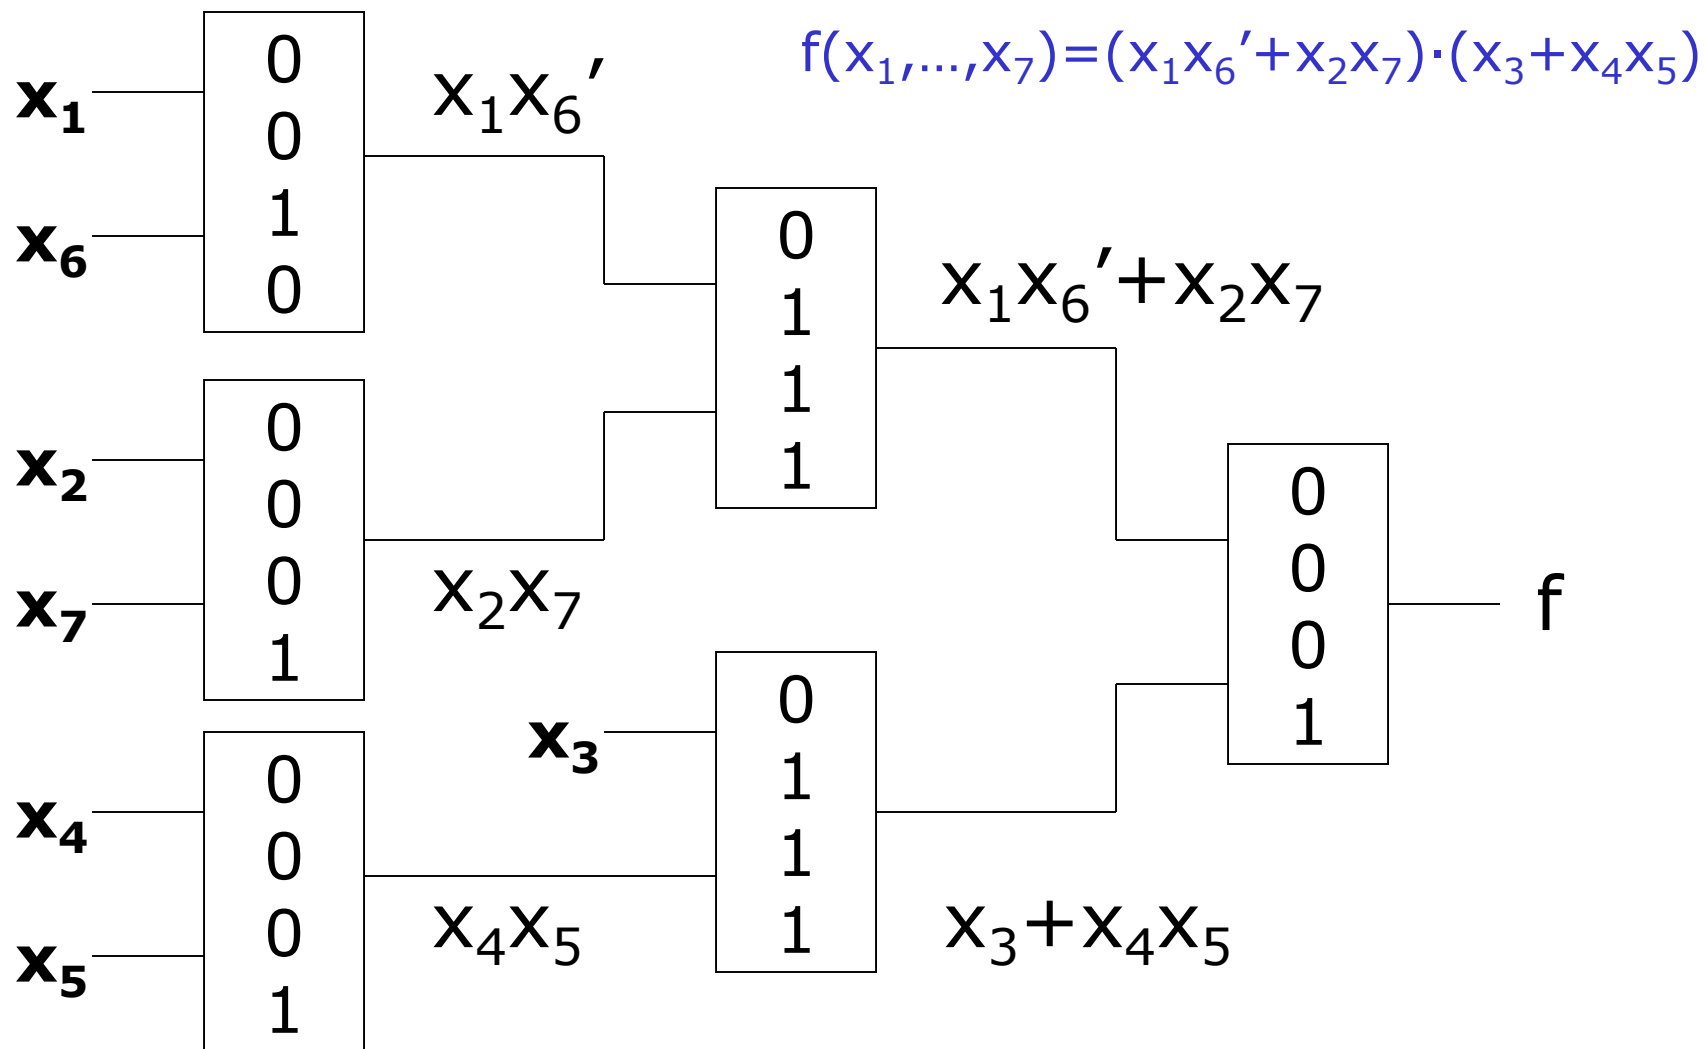 f(x₁,…,x₇)=(x₁x₆′+x₂x₇)·(x₃+x₄x₅)
x₁
x₆
0
0
1
0
x₁x₆′
x₂
x₇
0
0
0
1
x₂x₇
x₄
x₅
0
0
0
1
x₄x₅
0
1
1
1
x₁x₆′+x₂x₇
x₃
0
1
1
1
x₃+x₄x₅
0
0
0
1
f